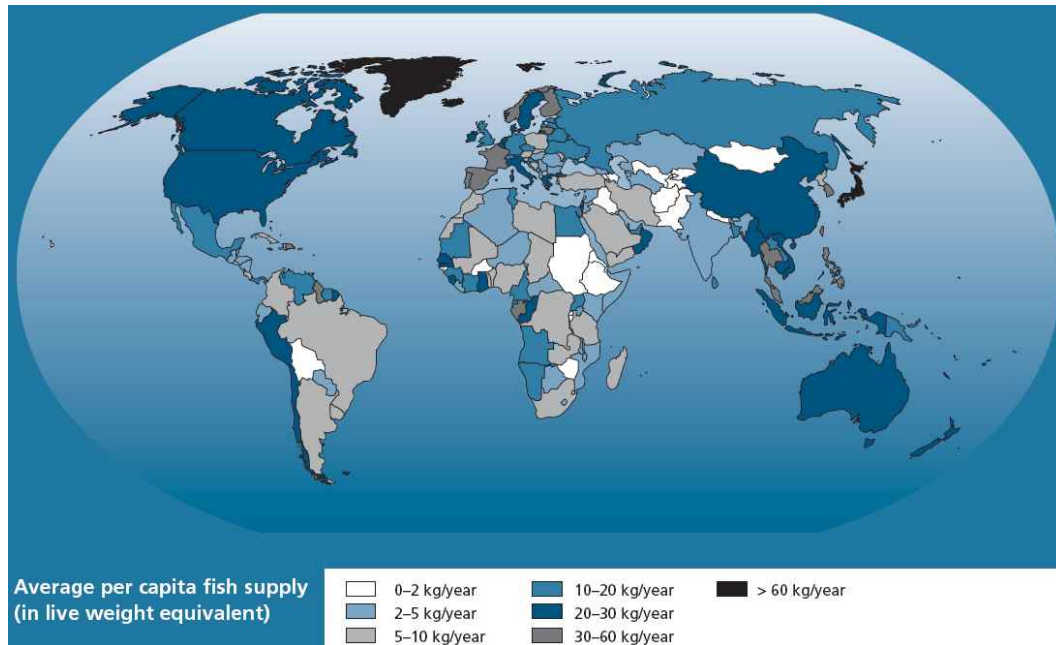 Average per capita fish supply
(in live weight equivalent)
0–2 kg/year
2–5 kg/year
5–10 kg/year
10–20 kg/year
20–30 kg/year
30–60 kg/year
> 60 kg/year